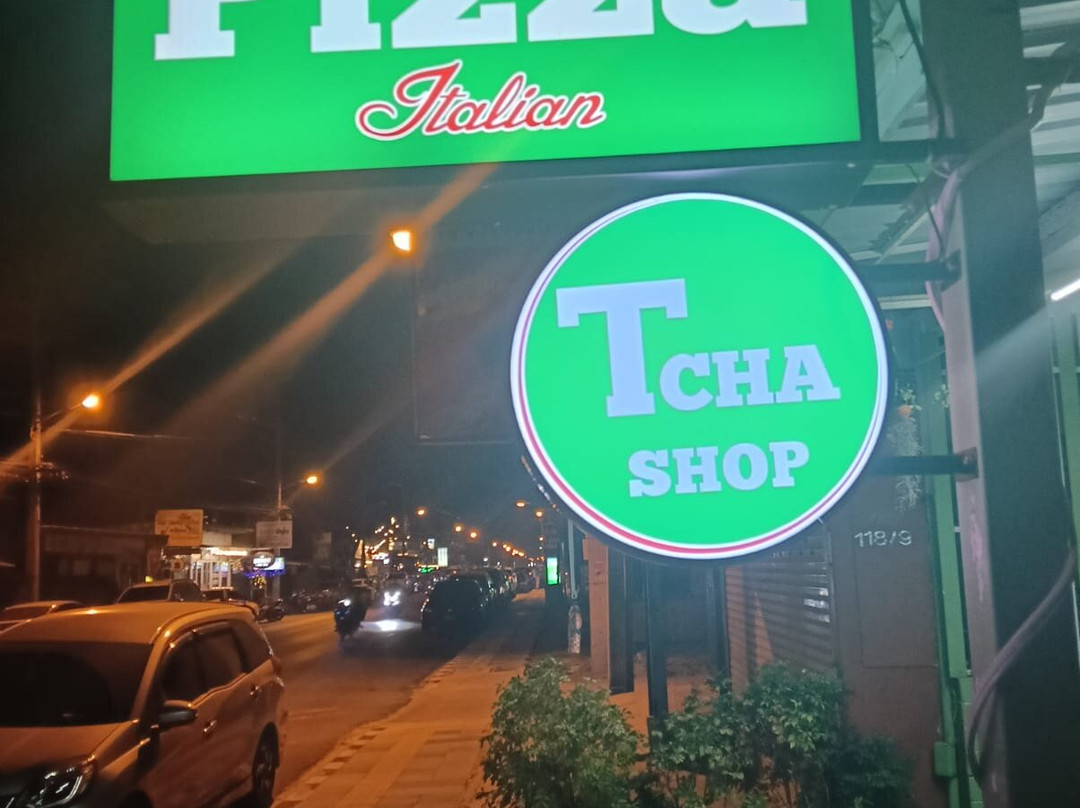 Pizza
Italian
TCHA
SHOP
118/9